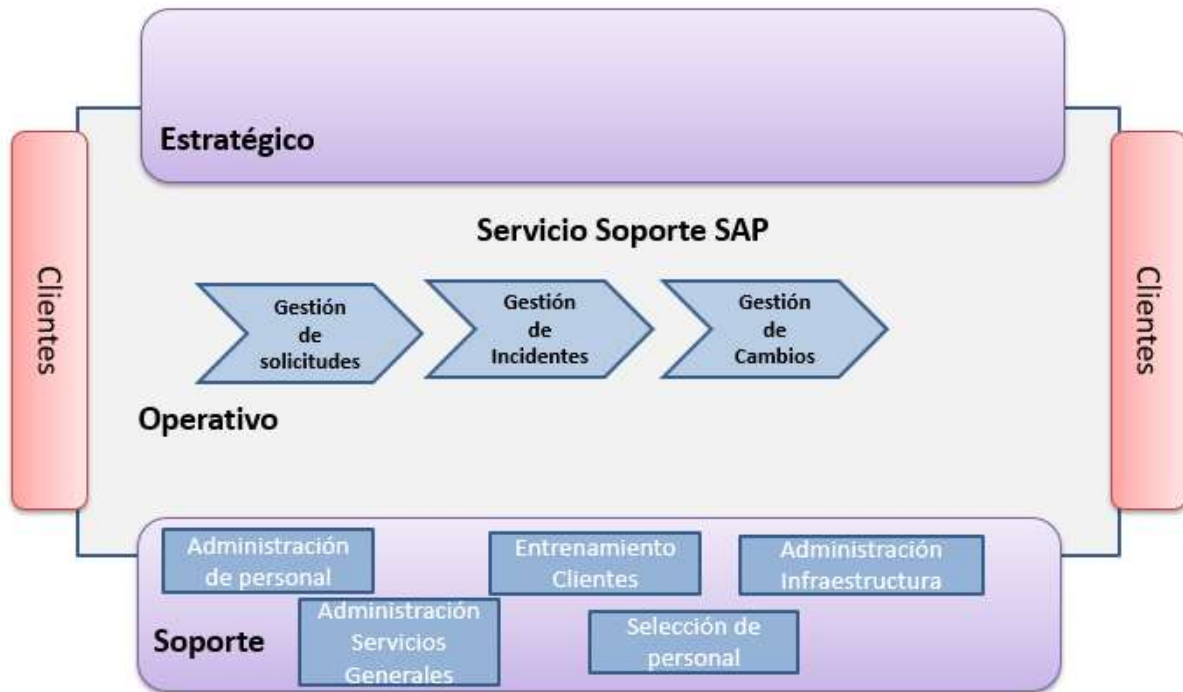 Estratégico
Clientes
Servicio Soporte SAP
Gestión
de
solicitudes
Gestión
de
Incidentes
Gestión
de
Cambios
Operativo
Clientes
Administración
de personal
Entrenamiento
Clientes
Administración
Infraestructura
Soporte
Administración
Servicios
Generales
Selección de
personal